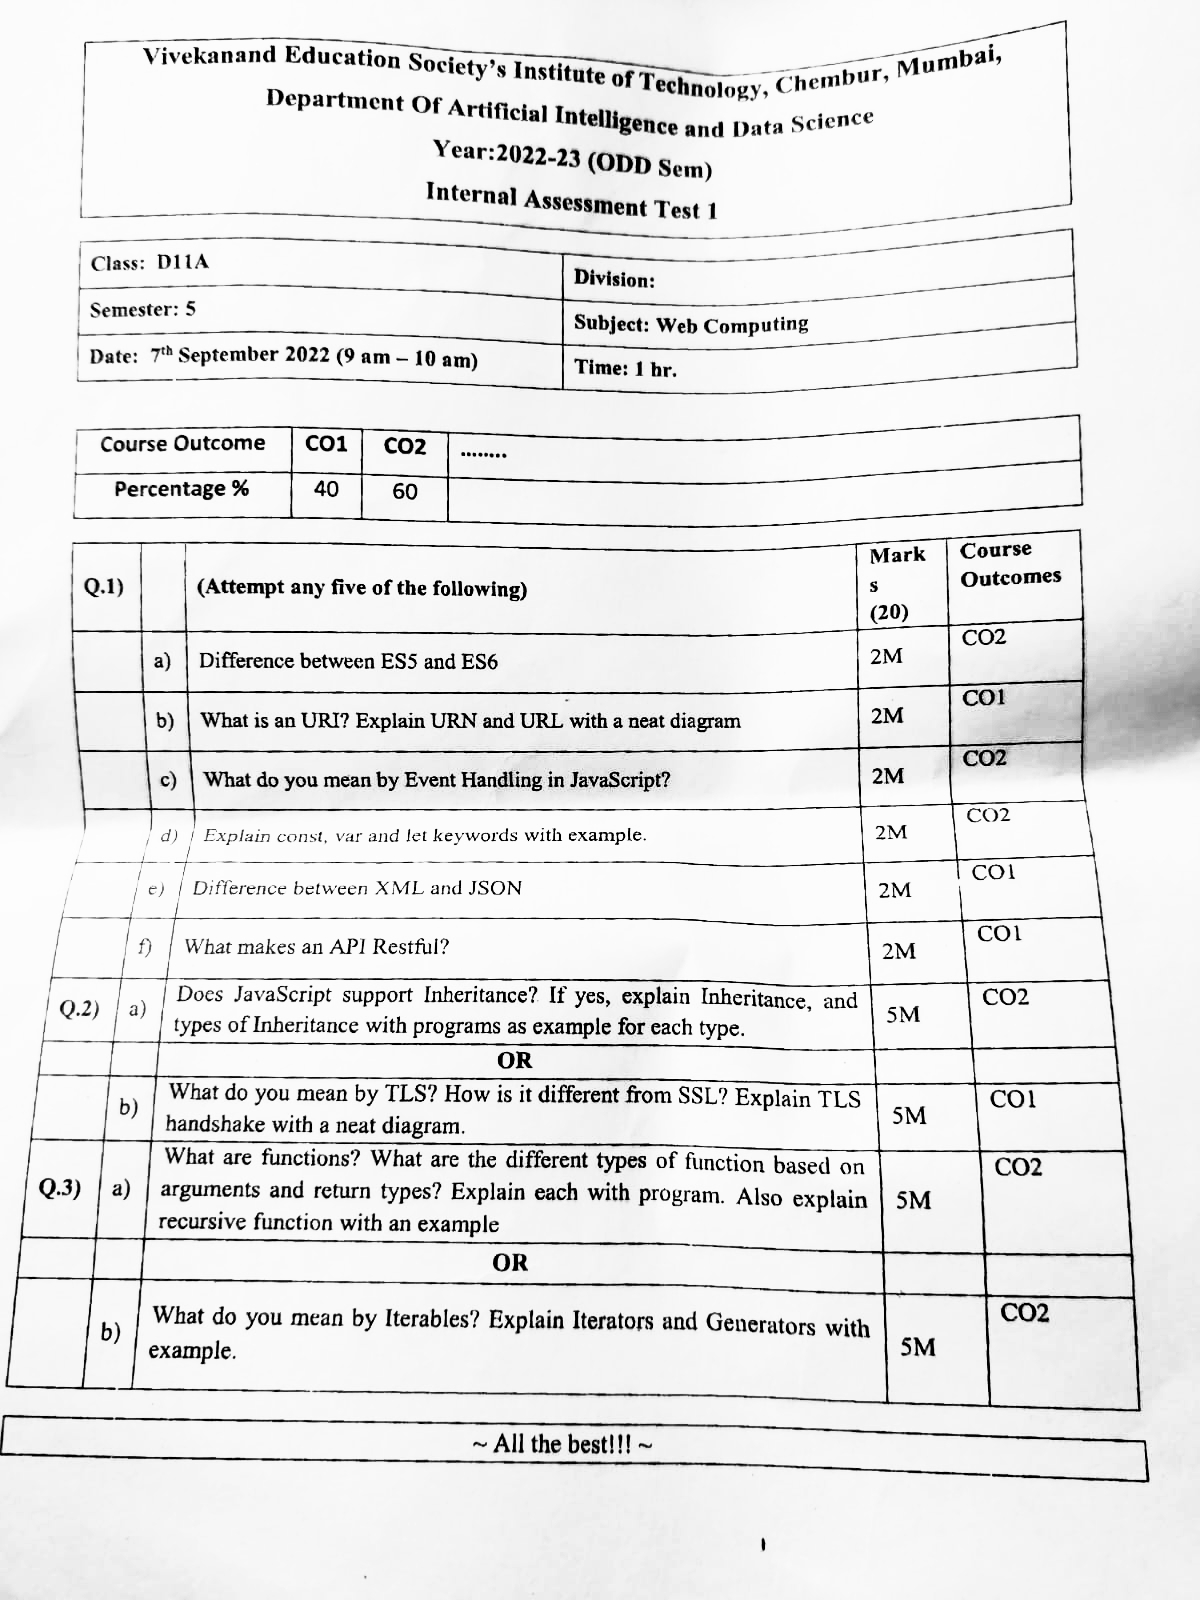 Vivekanand Education Society's Institute of Technology, Chembur, Mumbai,
Department Of Artificial Intelligence and Data Science
Year:2022-23 (ODD Sem)
Internal Assessment Test 1
Class: D11A
Division:
Semester: 5
Subject: Web Computing
Date: 7th September 2022 (9 am – 10 am)
Time: 1 hr.
Course Outcome CO1 CO2 ........
Percentage % 40 60
Q.1) (Attempt any five of the following) Mark
s
(20) Course
Outcomes
a) Difference between ES5 and ES6 2M CO2
b) What is an URI? Explain URN and URL with a neat diagram 2M CO1
c) What do you mean by Event Handling in JavaScript? 2M CO2
d) Explain const, var and let keywords with example. 2M CO2
e) Difference between XML and JSON 2M CO1
f) What makes an API Restful? 2M CO1
Q.2) a) Does JavaScript support Inheritance? If yes, explain Inheritance, and
types of Inheritance with programs as example for each type. 5M CO2
OR
b) What do you mean by TLS? How is it different from SSL? Explain TLS
handshake with a neat diagram. 5M CO1
Q.3) a) What are functions? What are the different types of function based on
arguments and return types? Explain each with program. Also explain
recursive function with an example 5M CO2
OR
b) What do you mean by Iterables? Explain Iterators and Generators with
example. 5M CO2
~ All the best!!! ~
1